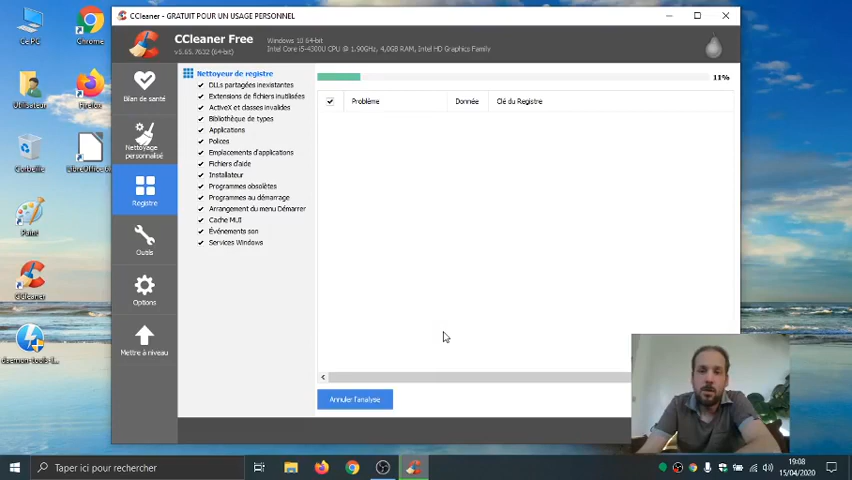 Ce PC
Chrome
Utilisateur
Firefox
Corbeille
LibreOffice 6.
Paint
CCleaner
daemon-tools-l...
CCleaner - GRATUIT POUR UN USAGE PERSONNEL
CCleaner Free
v5.65.7632 (64-bit)
Windows 10 64-bit
Intel Core i5-4300U CPU @ 1.90GHz, 4,0GB RAM, Intel HD Graphics Family
Bilan de santé
Nettoyage
personnalisé
Registre
Outils
Options
Mettre à niveau
Nettoyeur de registre
DLLs partagées inexistantes
Extensions de fichiers inutilisées
ActiveX et classes invalides
Bibliothèque de types
Applications
Polices
Emplacements d'applications
Fichiers d'aide
Installateur
Programmes obsolètes
Programmes au démarrage
Arrangement du menu Démarrer
Cache MUI
Événements son
Services Windows
11%
Problème
Donnée
Clé du Registre
Annuler l'analyse
Taper ici pour rechercher
19:08
15/04/2020